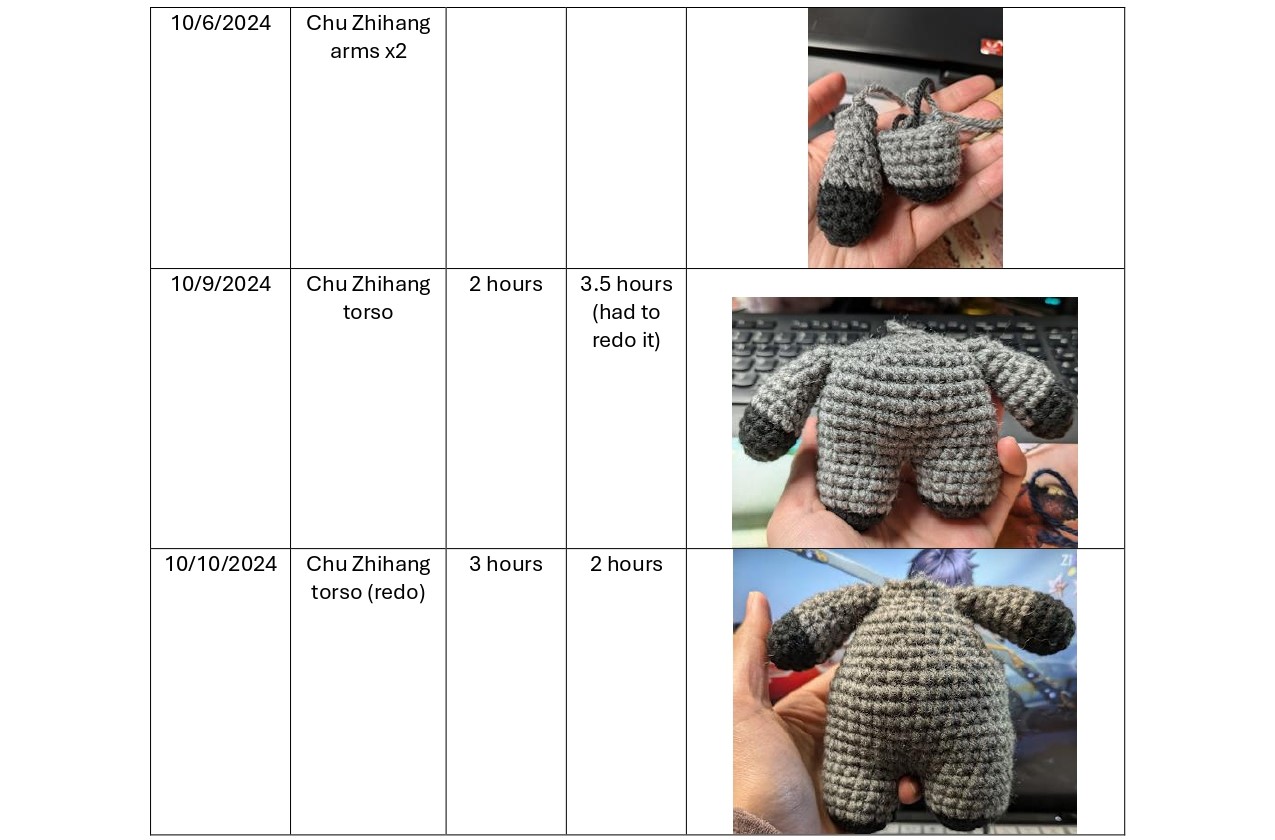 10/6/2024
Chu Zhihang
arms x2
10/9/2024
Chu Zhihang
torso
2 hours
3.5 hours
(had to
redo it)
10/10/2024
Chu Zhihang
torso (redo)
3 hours
2 hours
Zi